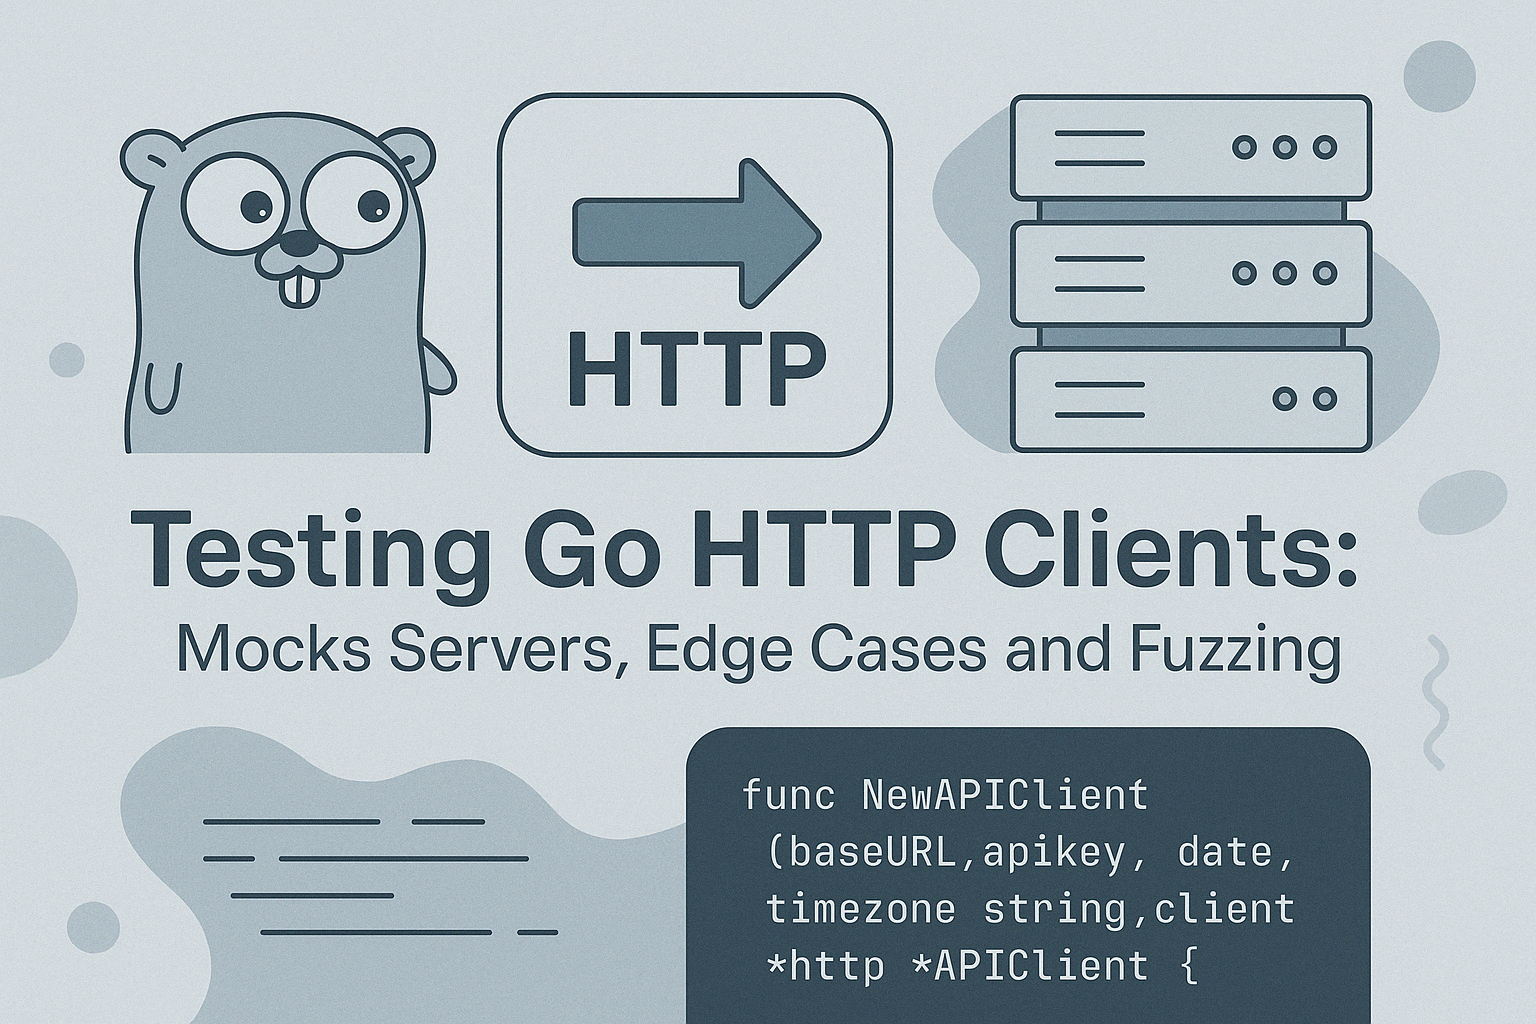 HTTP
Testing Go HTTP Clients:
Mocks Servers, Edge Cases and Fuzzing
func NewAPIClient
(baseURL,apikey, date,
timezone string,client
*http *APIClient {